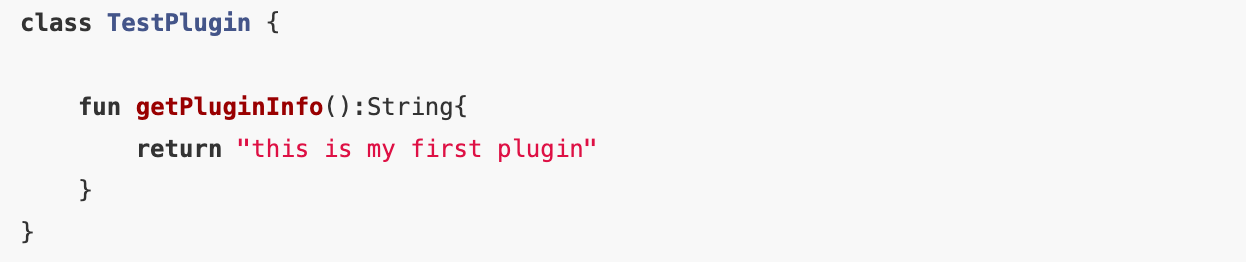 class TestPlugin {
    fun getPluginInfo():String{
        return "this is my first plugin"
    }
}